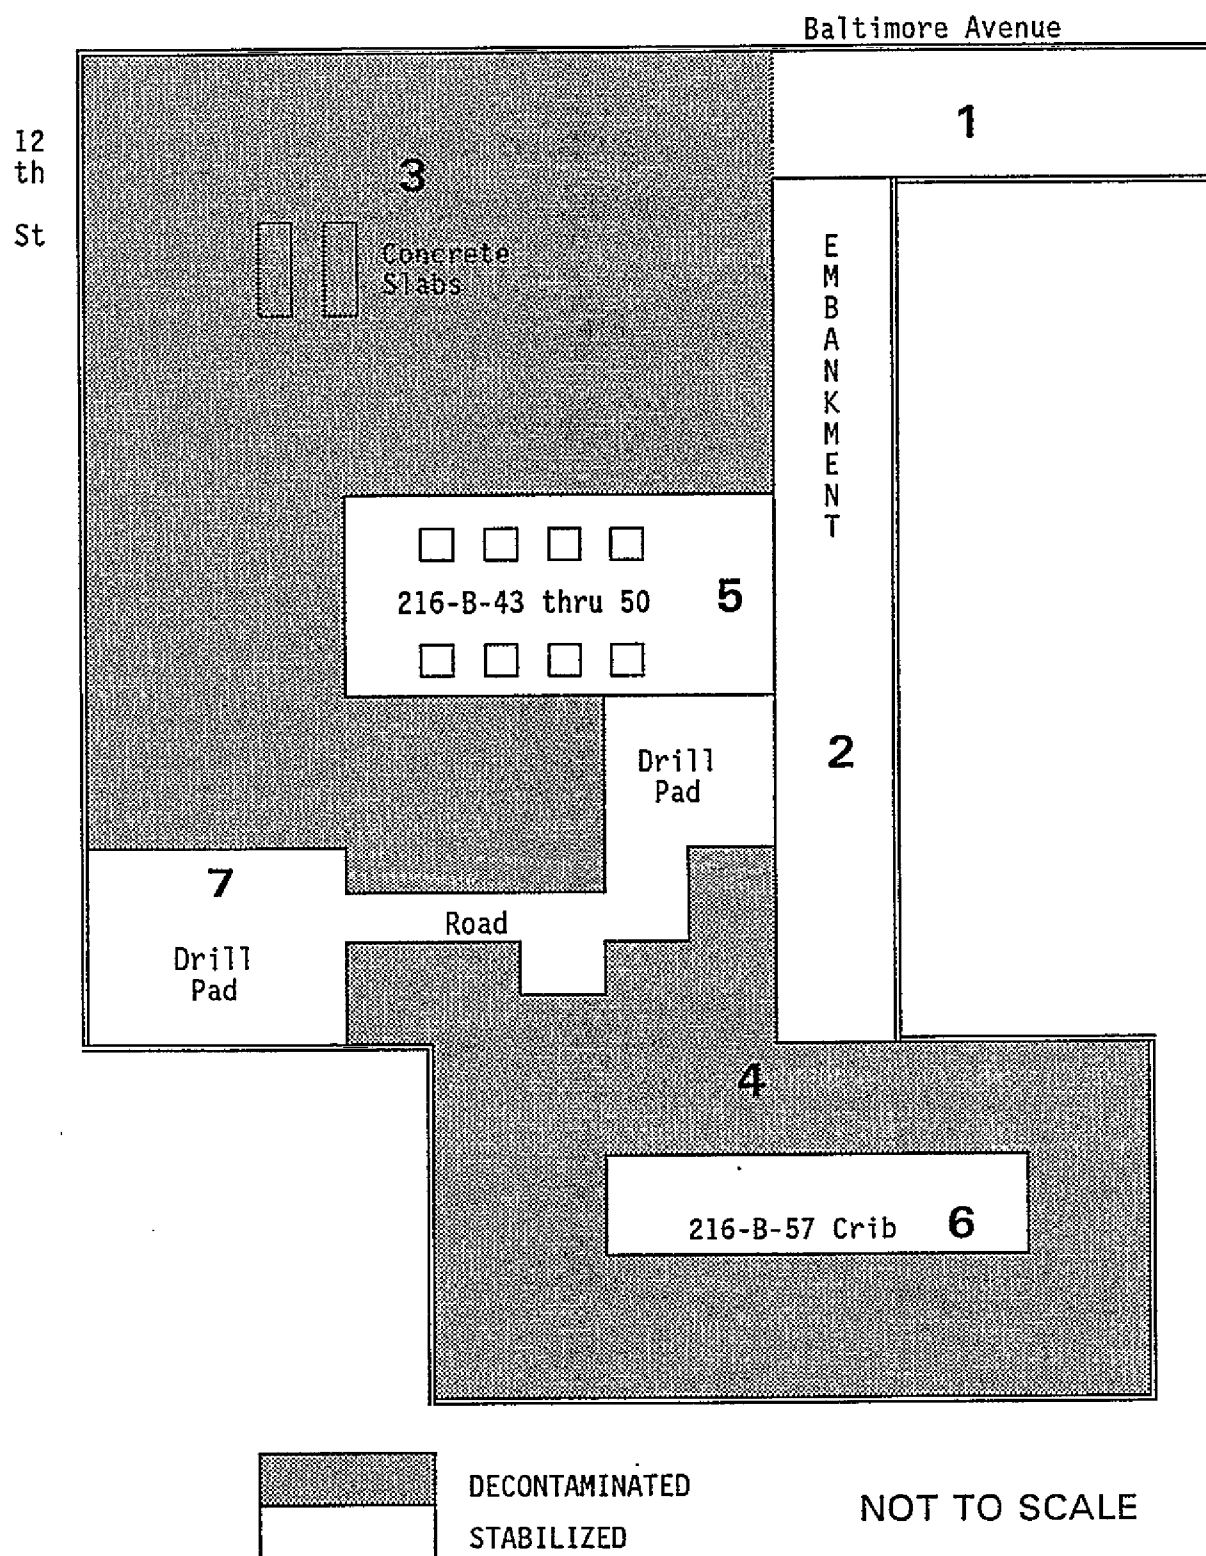 Baltimore Avenue
1
12
th
St
3
Concrete
Slabs
EMBANKMENT
216-B-43 thru 50
5
Drill
Pad
2
7
Road
Drill
Pad
4
216-B-57 Crib
6
DECONTAMINATED
STABILIZED
NOT TO SCALE